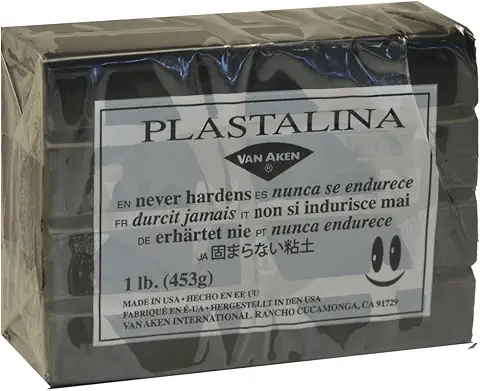 PLASTALINA
VAN AKEN
®
EN never hardens ES nunca se endurece
FR durcit jamais IT non si indurisce mai
DE erhärtet nie PT nunca endurece
JA 固まらない粘土
1 lb. (453g)
MADE IN USA • HECHO EN EE UU
FABRIQUÉ EN É-UA • HERGESTELLT IN DEN USA
VAN AKEN INTERNATIONAL, RANCHO CUCAMONGA, CA 91729